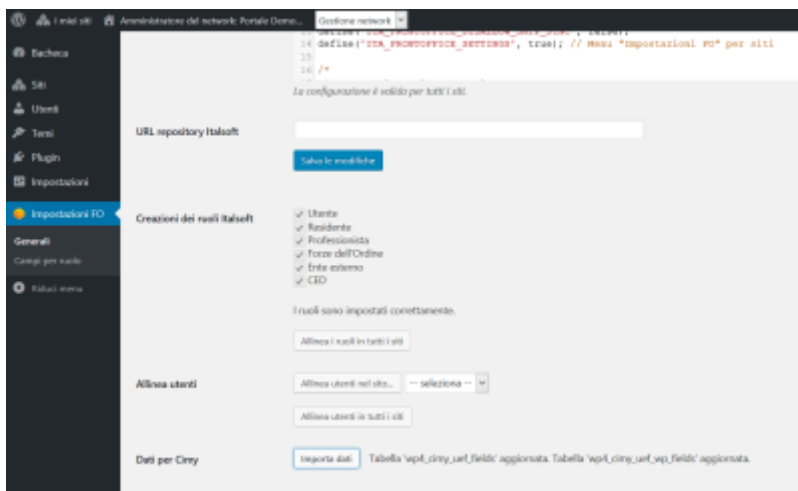 I miei siti Amministratore del network: Portale Demo... Gestione network
Bacheca
Siti
Utenti
Temi
Plugin
Impostazioni
Impostazioni FO
Generali
Campi per ruolo
Riduci menu
14 define('ITA_FRONTOFFICE_SETTINGS', true); // Menu "Impostazioni FO" per siti
15
16 /*
La configurazione è valida per tutti i siti.
URL repository Italsoft
Salva le modifiche
Creazioni dei ruoli Italsoft
Utente
Residente
Professionista
Forze dell'Ordine
Ente esterno
CEO
I ruoli sono impostati correttamente.
Allinea i ruoli in tutti i siti
Allinea utenti
Allinea utenti nel sito... -- seleziona --
Allinea utenti in tutti i siti
Dati per Cimy
Importa dati Tabella 'wp4_cimy_uef_fields' aggiornata. Tabella 'wp4_cimy_uef_wp_fields' aggiornata.